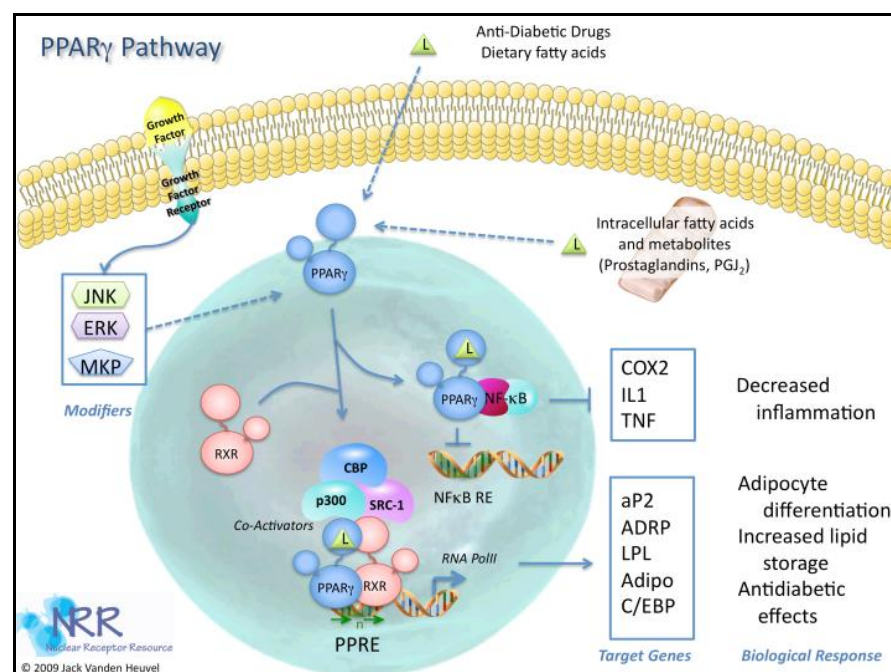 PPARγ Pathway
L
Anti-Diabetic Drugs
Dietary fatty acids
Growth
Factor
Growth
Factor
Receptor
L
Intracellular fatty acids
and metabolites
(Prostaglandins, PGJ₂)
PPARγ
JNK
ERK
MKP
Modifiers
L
PPARγ
NF-κB
NFκB RE
COX2
IL1
TNF
Decreased
inflammation
RXR
CBP
p300
SRC-1
Co-Activators
L
PPARγ
RXR
n
PPRE
RNA PolII
aP2
ADRP
LPL
Adipo
C/EBP
Adipocyte
differentiation
Increased lipid
storage
Antidiabetic
effects
Target Genes
Biological Response
NRR
Nuclear Receptor Resource
© 2009 Jack Vanden Heuvel